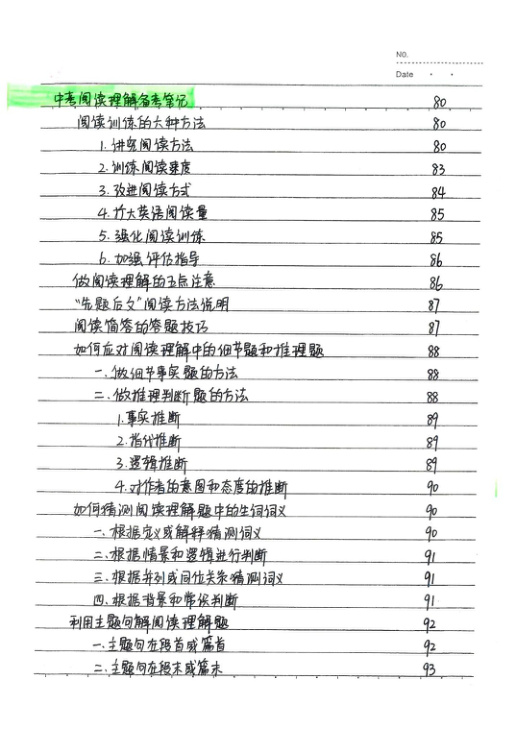 NO.
Date
中考阅读理解备考笔记 80
阅读训练的六种方法 80
1.讲究阅读方法 80
2.训练阅读速度 83
3.改进阅读方式 84
4.扩大英语阅读量 85
5.强化阅读训练 85
6.加强评估指导 86
做阅读理解的五点注意 86
"先题后文"阅读方法说明 87
阅读简答的答题技巧 87
如何应对阅读理解中的细节题和推理题 88
一.做细节事实题的方法 88
二.做推理判断题的方法 88
1.事实推断 89
2.指代推断 89
3.逻辑推断 89
4.对作者的意图和态度的推断 90
如何猜测阅读理解题中的生词词义 90
一.根据定义或解释猜测词义 90
二.根据情景和逻辑进行判断 91
三.根据并列或同位关系猜测词义 91
四.根据背景和常识判断 91
利用主题句解阅读理解题 92
一.主题句在段首或篇首 92
二.主题句在段末或篇末 93